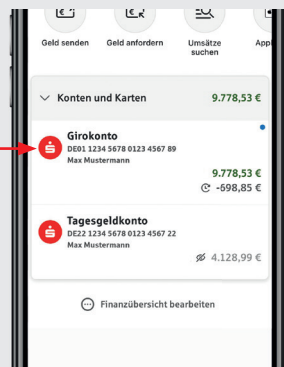 Geld senden
Geld anfordern
Umsätze
suchen
Konten und Karten
9.778,53 €
Girokonto
DE01 1234 5678 0123 4567 89
Max Mustermann
9.778,53 €
-698,85 €
Tagesgeldkonto
DE22 1234 5678 0123 4567 22
Max Mustermann
4.128,99 €
Finanzübersicht bearbeiten